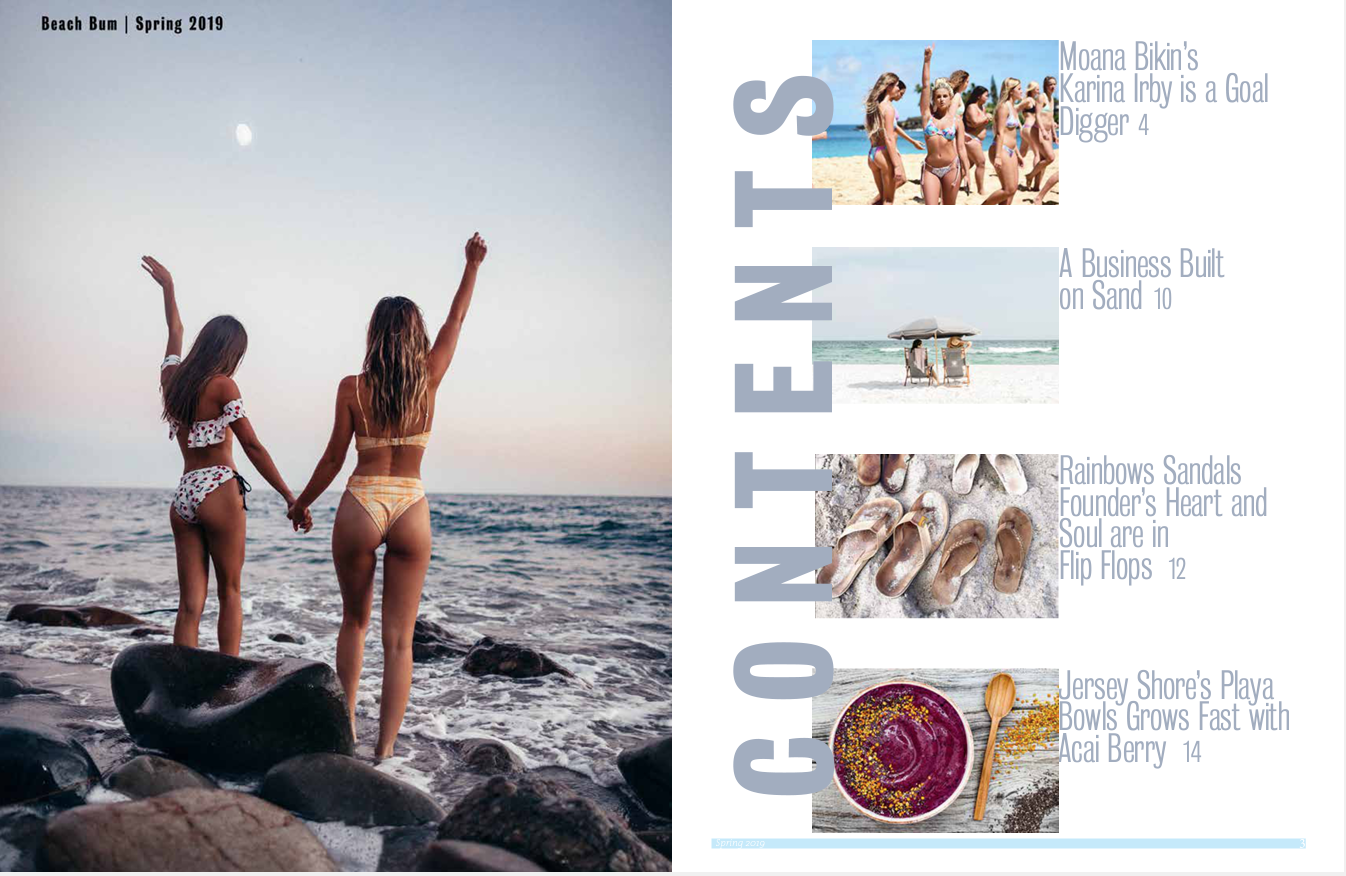 Beach Bum | Spring 2019
CONTENTS
Moana Bikin's
Karina Irby is a Goal
Digger 4
A Business Built
on Sand 10
Rainbows Sandals
Founder's Heart and
Soul are in
Flip Flops 12
Jersey Shore's Playa
Bowls Grows Fast with
Acai Berry 14
Spring 2019
3